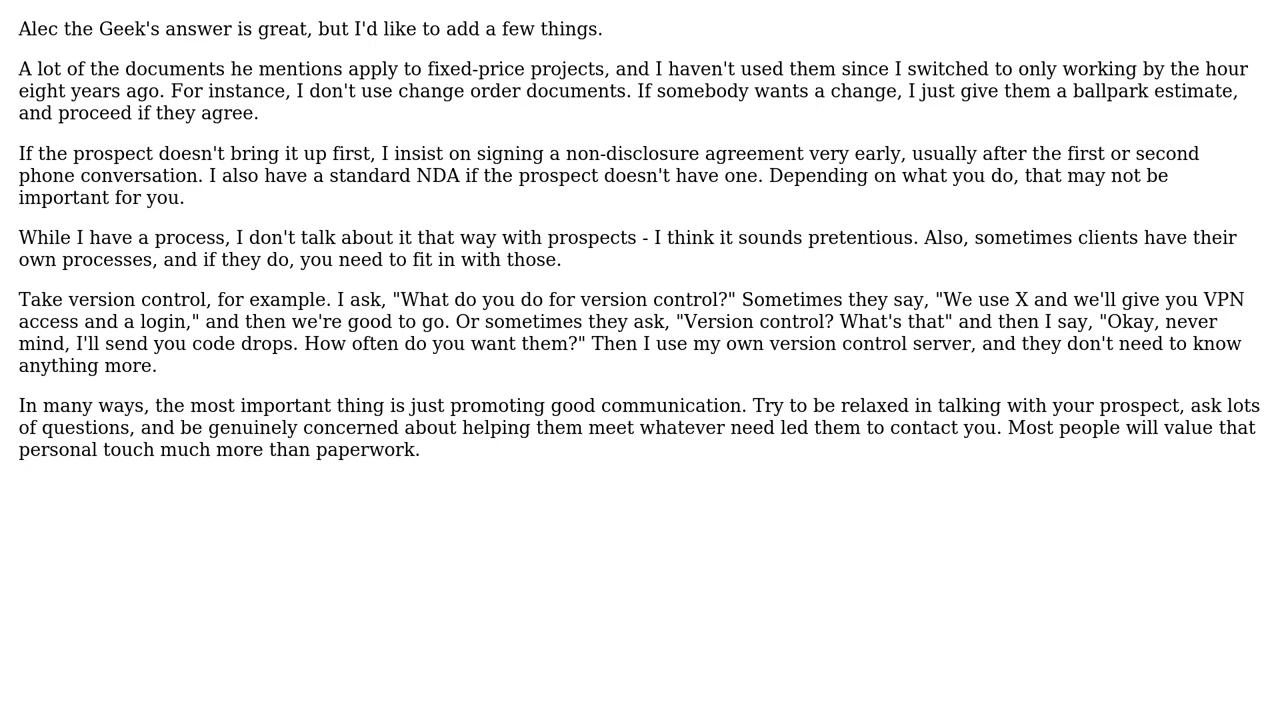 Alec the Geek's answer is great, but I'd like to add a few things.
A lot of the documents he mentions apply to fixed-price projects, and I haven't used them since I switched to only working by the hour
eight years ago. For instance, I don't use change order documents. If somebody wants a change, I just give them a ballpark estimate,
and proceed if they agree.
If the prospect doesn't bring it up first, I insist on signing a non-disclosure agreement very early, usually after the first or second
phone conversation. I also have a standard NDA if the prospect doesn't have one. Depending on what you do, that may not be
important for you.
While I have a process, I don't talk about it that way with prospects - I think it sounds pretentious. Also, sometimes clients have their
own processes, and if they do, you need to fit in with those.
Take version control, for example. I ask, "What do you do for version control?" Sometimes they say, "We use X and we'll give you VPN
access and a login," and then we're good to go. Or sometimes they ask, "Version control? What's that" and then I say, "Okay, never
mind, I'll send you code drops. How often do you want them?" Then I use my own version control server, and they don't need to know
anything more.
In many ways, the most important thing is just promoting good communication. Try to be relaxed in talking with your prospect, ask lots
of questions, and be genuinely concerned about helping them meet whatever need led them to contact you. Most people will value that
personal touch much more than paperwork.